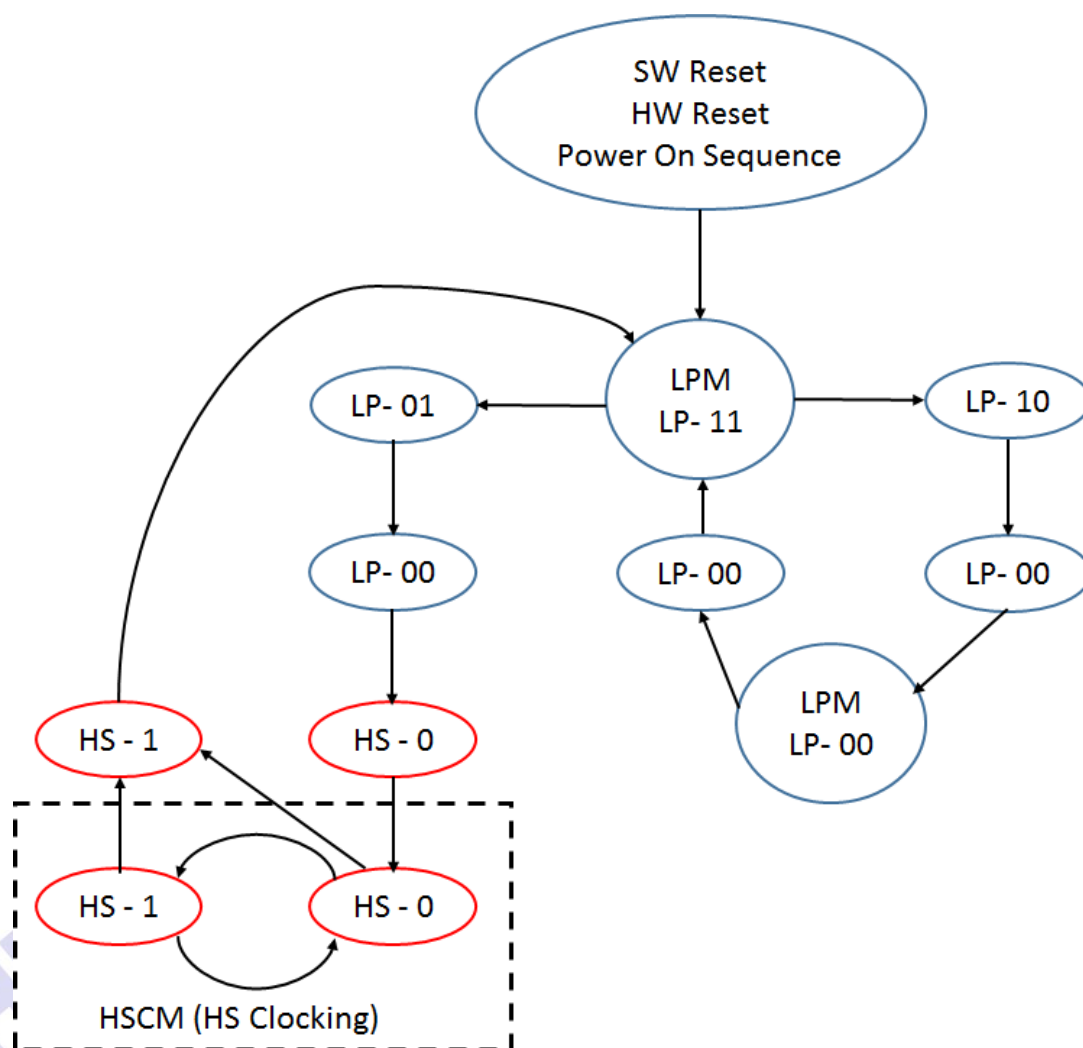 SW Reset
HW Reset
Power On Sequence
LPM
LP- 11
LP- 01
LP- 10
LP- 00
LP- 00
LP- 00
LPM
LP- 00
HS - 1
HS - 0
HS - 1
HS - 0
HSCM (HS Clocking)